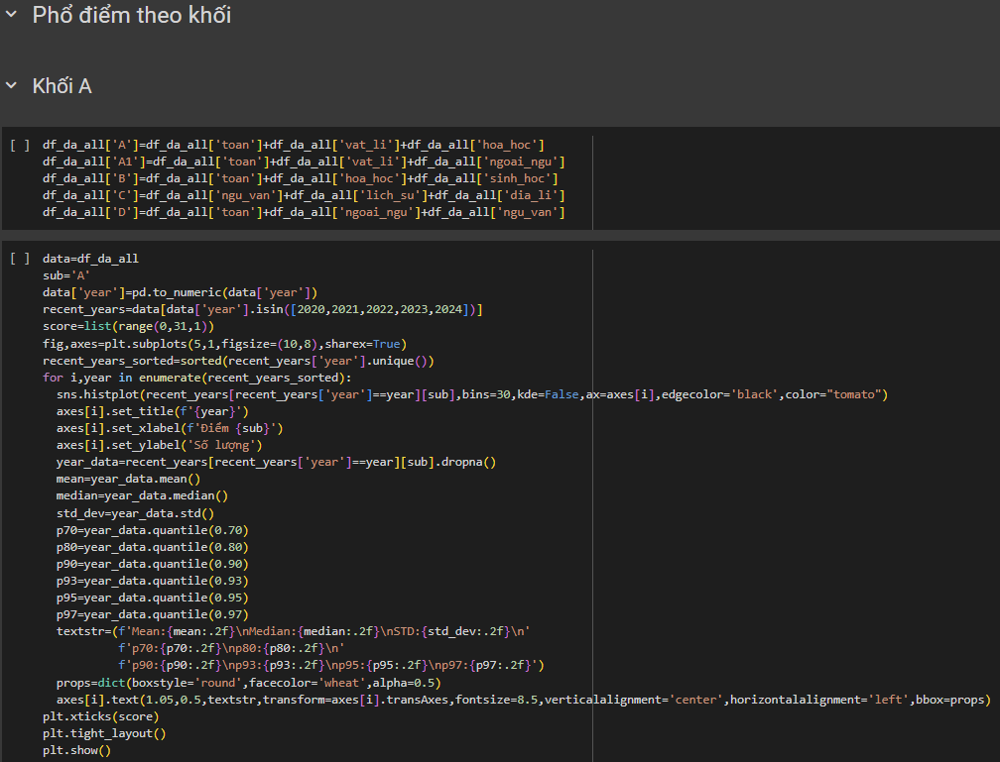 Phổ điểm theo khối
Khối A
[ ] df_da_all['A']=df_da_all['toan']+df_da_all['vat_li']+df_da_all['hoa_hoc']
df_da_all['A1']=df_da_all['toan']+df_da_all['vat_li']+df_da_all['ngoai_ngu']
df_da_all['B']=df_da_all['toan']+df_da_all['hoa_hoc']+df_da_all['sinh_hoc']
df_da_all['C']=df_da_all['ngu_van']+df_da_all['lich_su']+df_da_all['dia_li']
df_da_all['D']=df_da_all['toan']+df_da_all['ngoai_ngu']+df_da_all['ngu_van']
[ ] data=df_da_all
sub='A'
data['year']=pd.to_numeric(data['year'])
recent_years=data[data['year'].isin([2020,2021,2022,2023,2024])]
score=list(range(0,31,1))
fig,axes=plt.subplots(5,1,figsize=(10,8),sharex=True)
recent_years_sorted=sorted(recent_years['year'].unique())
for i,year in enumerate(recent_years_sorted):
  sns.histplot(recent_years[recent_years['year']==year][sub],bins=30,kde=False,ax=axes[i],edgecolor='black',color="tomato")
  axes[i].set_title(f'{year}')
  axes[i].set_xlabel(f'Điểm {sub}')
  axes[i].set_ylabel('Số lượng')
  year_data=recent_years[recent_years['year']==year][sub].dropna()
  mean=year_data.mean()
  median=year_data.median()
  std_dev=year_data.std()
  p70=year_data.quantile(0.70)
  p80=year_data.quantile(0.80)
  p90=year_data.quantile(0.90)
  p93=year_data.quantile(0.93)
  p95=year_data.quantile(0.95)
  p97=year_data.quantile(0.97)
  textstr=(f'Mean:{mean:.2f}\nMedian:{median:.2f}\nSTD:{std_dev:.2f}\n'
           f'p70:{p70:.2f}\np80:{p80:.2f}\n'
           f'p90:{p90:.2f}\np93:{p93:.2f}\np95:{p95:.2f}\np97:{p97:.2f}')
  props=dict(boxstyle='round',facecolor='wheat',alpha=0.5)
  axes[i].text(1.05,0.5,textstr,transform=axes[i].transAxes,fontsize=8.5,verticalalignment='center',horizontalalignment='left',bbox=props)
plt.xticks(score)
plt.tight_layout()
plt.show()